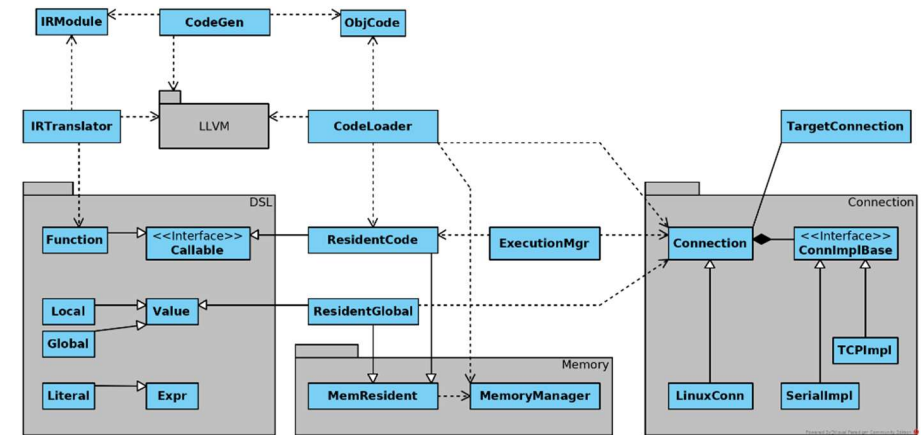 IRModule
CodeGen
ObjCode
IRTranslator
LLVM
CodeLoader
TargetConnection
DSL
Connection
Function
<<Interface>>
Callable
ResidentCode
ExecutionMgr
Connection
<<Interface>>
ConnImplBase
Local
Value
ResidentGlobal
Global
TCPImpl
Memory
Literal
Expr
MemResident
MemoryManager
LinuxConn
SerialImpl